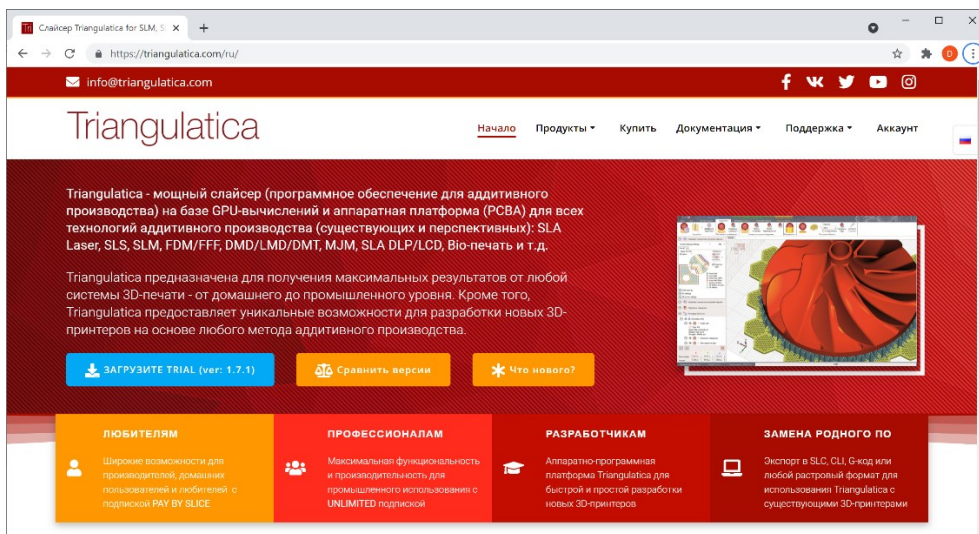 Слайсер Triangulatica for SLM, S
https://triangulatica.com/ru/
info@triangulatica.com
Triangulatica
Начало Продукты Купить Документация Поддержка Аккаунт
Triangulatica - мощный слайсер (программное обеспечение для аддитивного
производства) на базе GPU-вычислений и аппаратная платформа (PCBA) для всех
технологий аддитивного производства (существующих и перспективных): SLA
Laser, SLS, SLM, FDM/FFF, DMD/LMD/DMT, MJM, SLA DLP/LCD, Bio-печать и т.д.
Triangulatica предназначена для получения максимальных результатов от любой
системы 3D-печати - от домашнего до промышленного уровня. Кроме того,
Triangulatica предоставляет уникальные возможности для разработки новых 3D-
принтеров на основе любого метода аддитивного производства.
ЗАГРУЗИТЕ TRIAL (ver: 1.7.1) Сравнить версии Что нового?
ЛЮБИТЕЛЯМ
Широкие возможности для
производителей, домашних
пользователей и любителей с
подпиской PAY BY SLICE
ПРОФЕССИОНАЛАМ
Максимальная функциональность
и производительность для
промышленного использования с
UNLIMITED подпиской
РАЗРАБОТЧИКАМ
Аппаратно-программная
платформа Triangulatica для
быстрой и простой разработки
новых 3D-принтеров
ЗАМЕНА РОДНОГО ПО
Экспорт в SLC, CLI, G-код или
любой растровый формат для
использования Triangulatica с
существующими 3D-принтерами